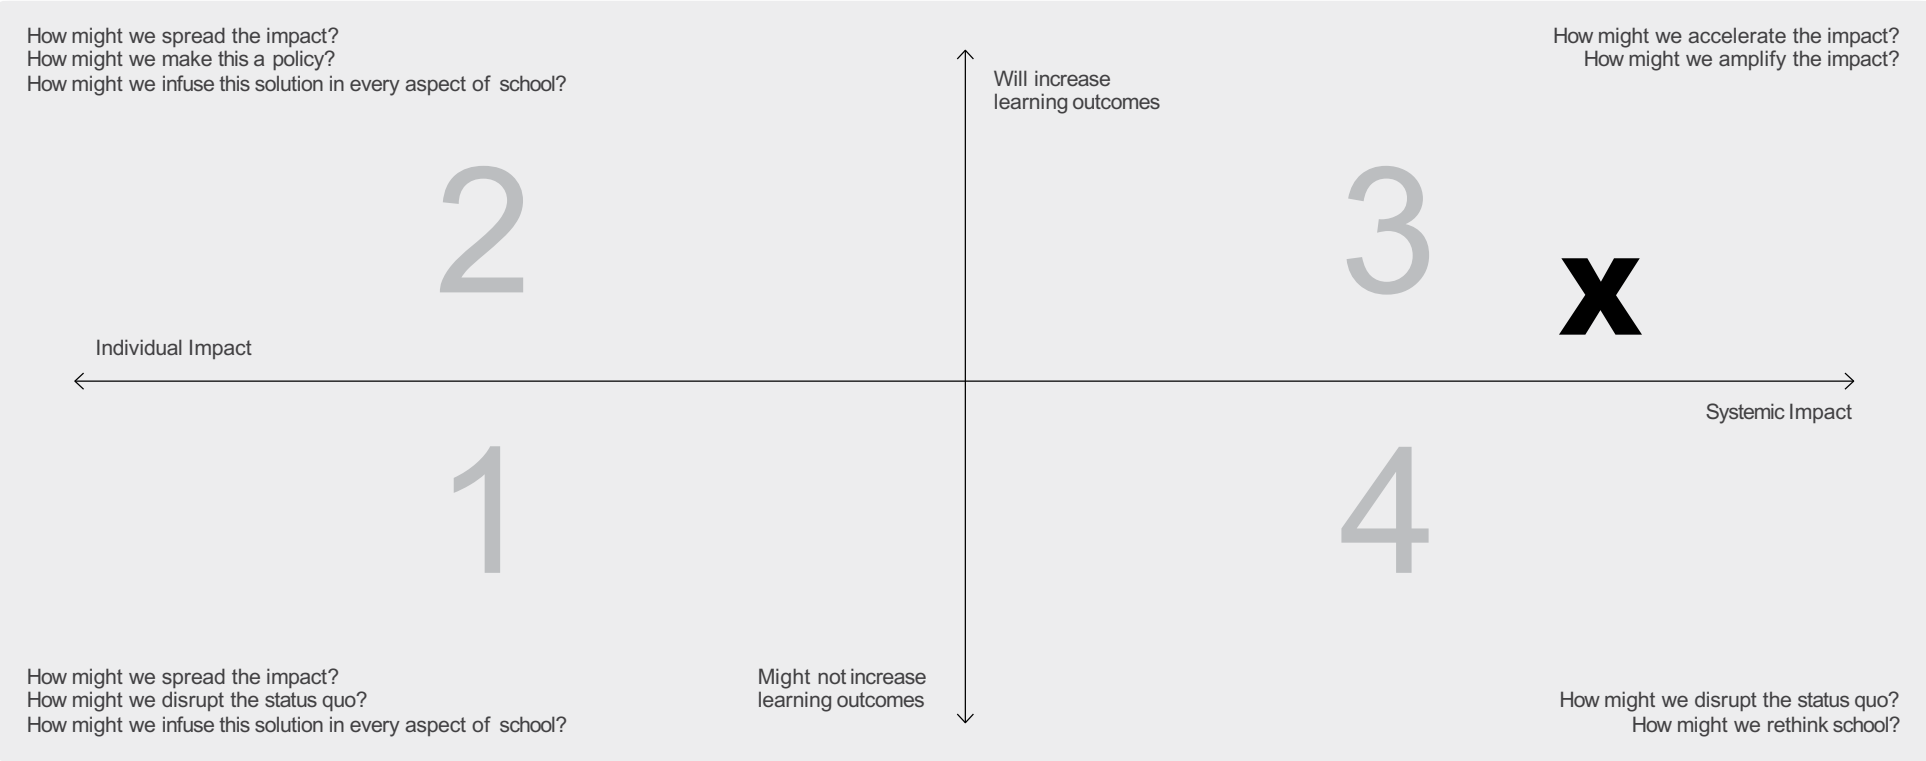 How might we spread the impact?
How might we make this a policy?
How might we infuse this solution in every aspect of school?
How might we accelerate the impact?
How might we amplify the impact?
Will increase
learning outcomes
2
3
X
Individual Impact
Systemic Impact
1
4
How might we spread the impact?
How might we disrupt the status quo?
How might we infuse this solution in every aspect of school?
Might not increase
learning outcomes
How might we disrupt the status quo?
How might we rethink school?